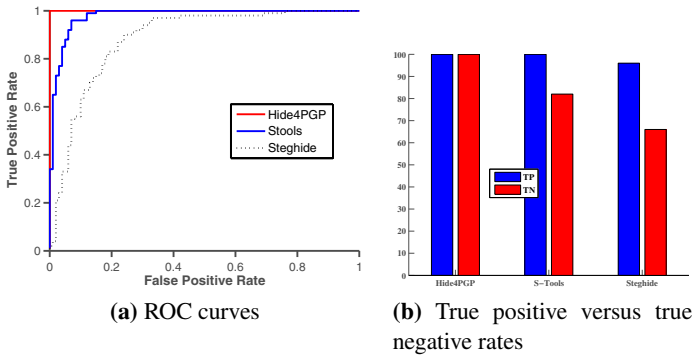 1
0.8
0.6
0.4
0.2
0
0 0.2 0.4 0.6 0.8 1
True Positive Rate
False Positive Rate
Hide4PGP
Stools
Steghide
(a) ROC curves
100
90
80
70
60
50
40
30
20
10
0
TP
TN
Hide4PGP S-Tools Steghide
(b) True positive versus true
negative rates